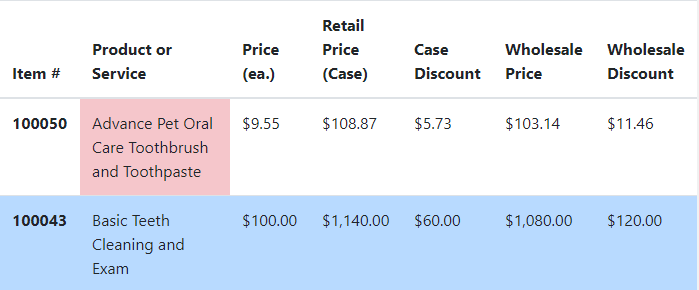 Item # Product or Service Price (ea.) Retail Price (Case) Case Discount Wholesale Price Wholesale Discount
100050 Advance Pet Oral Care Toothbrush and Toothpaste $9.55 $108.87 $5.73 $103.14 $11.46
100043 Basic Teeth Cleaning and Exam $100.00 $1,140.00 $60.00 $1,080.00 $120.00